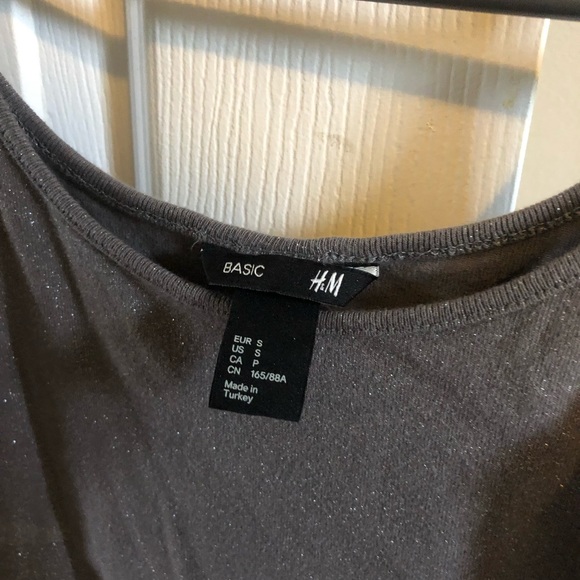 BASIC H&M
EUR S
US S
CA P
CN 165/88A
Made in
Turkey